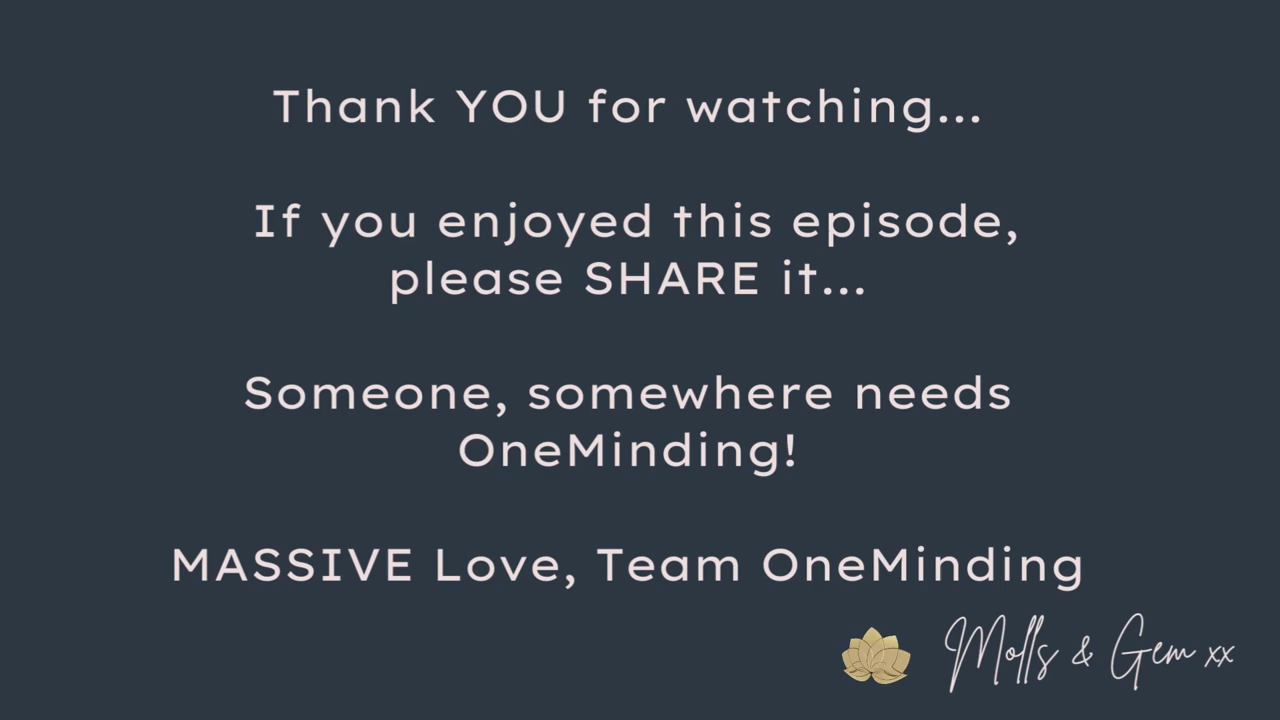 Thank YOU for watching...
If you enjoyed this episode,
please SHARE it...
Someone, somewhere needs
OneMinding!
MASSIVE Love, Team OneMinding
Molls & Gem xx